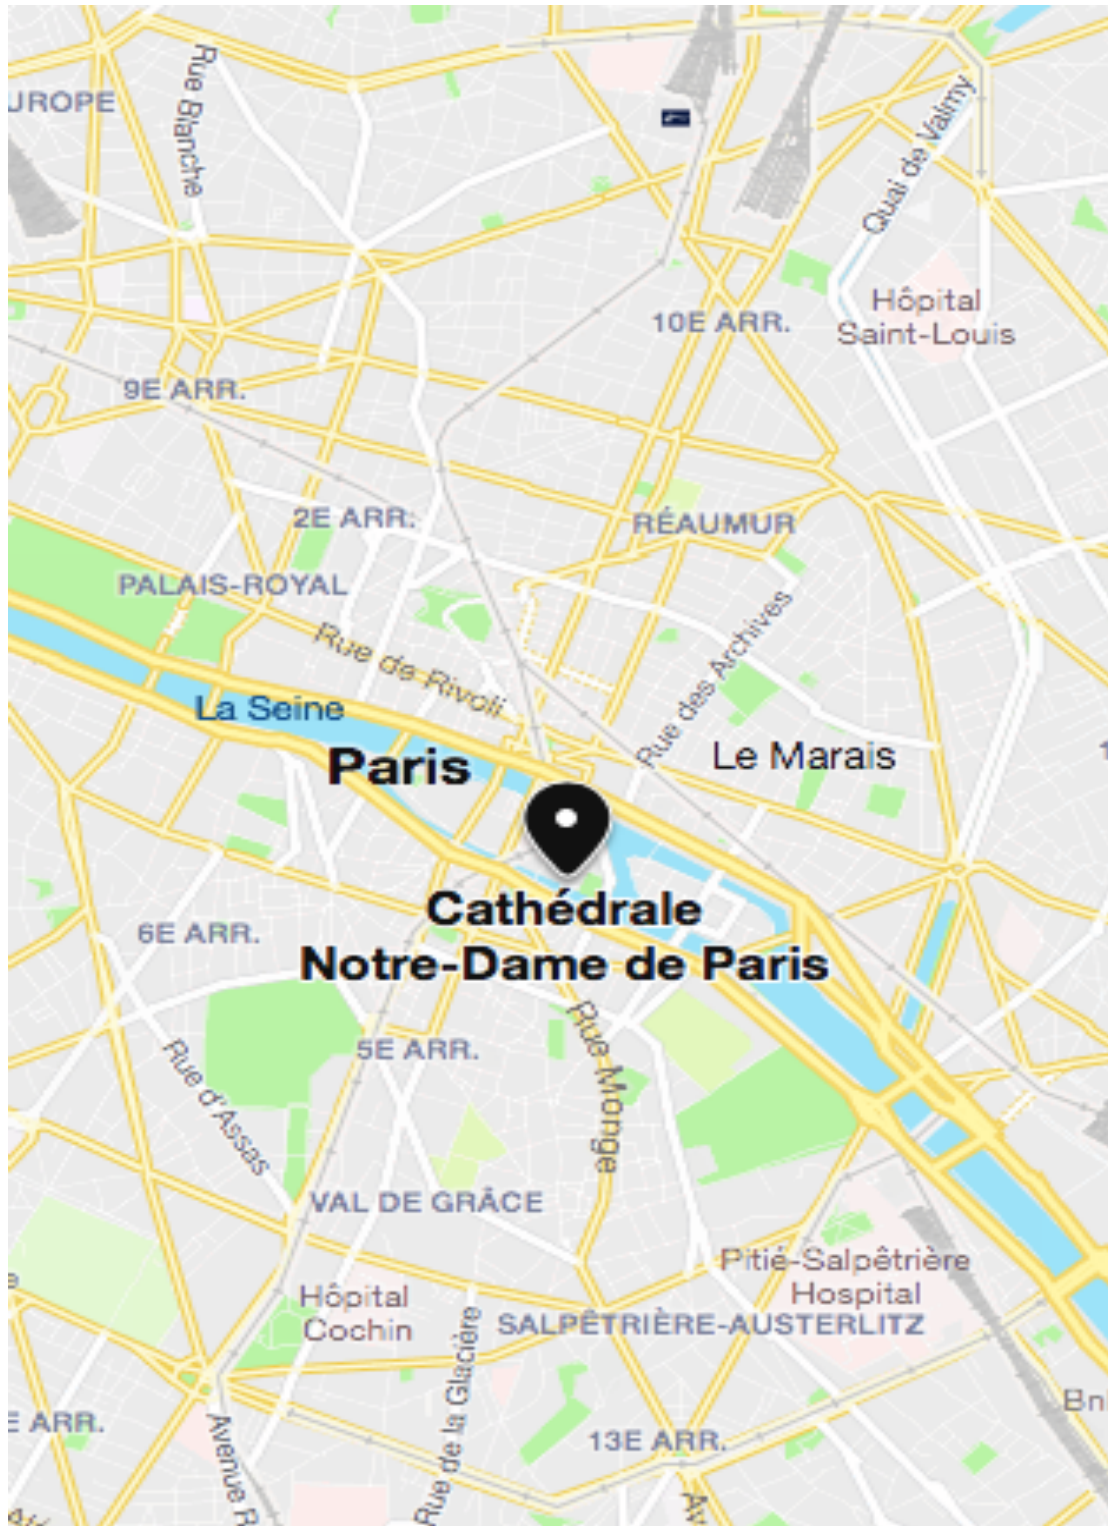 UROPE
Rue Blanche
Quai de Valmy
Hôpital
Saint-Louis
10E ARR.
9E ARR.
2E ARR.
RÉAUMUR
PALAIS-ROYAL
Rue des Archives
Rue de Rivoli
La Seine
Le Marais
Paris
Cathédrale
Notre-Dame de Paris
6E ARR.
5E ARR.
Rue Monge
Rue d'Assas
VAL DE GRÂCE
Pitié-Salpêtrière
Hospital
Hôpital
Cochin
SALPÊTRIÈRE-AUSTERLITZ
Rue de la Glacière
Bn
E ARR.
Avenue R
13E ARR.
Av